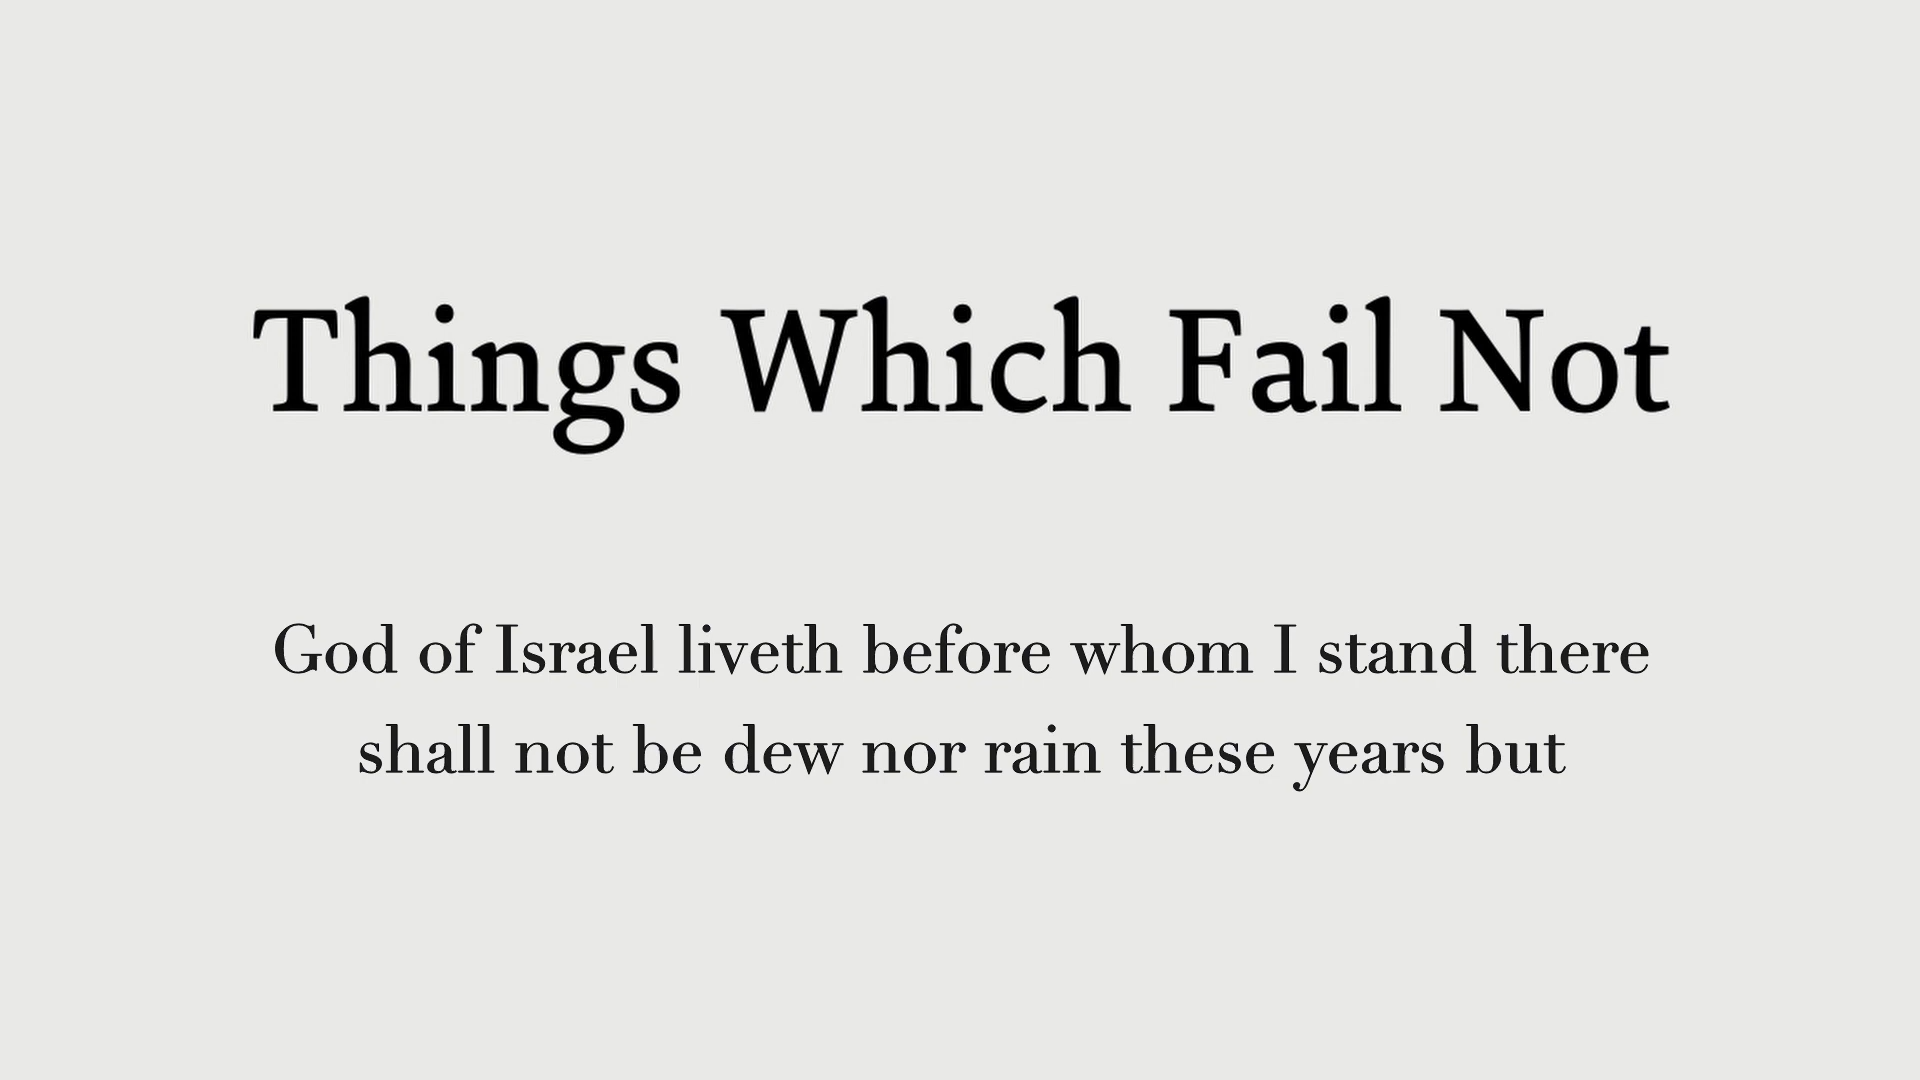 Things Which Fail Not
God of Israel liveth before whom I stand there
shall not be dew nor rain these years but